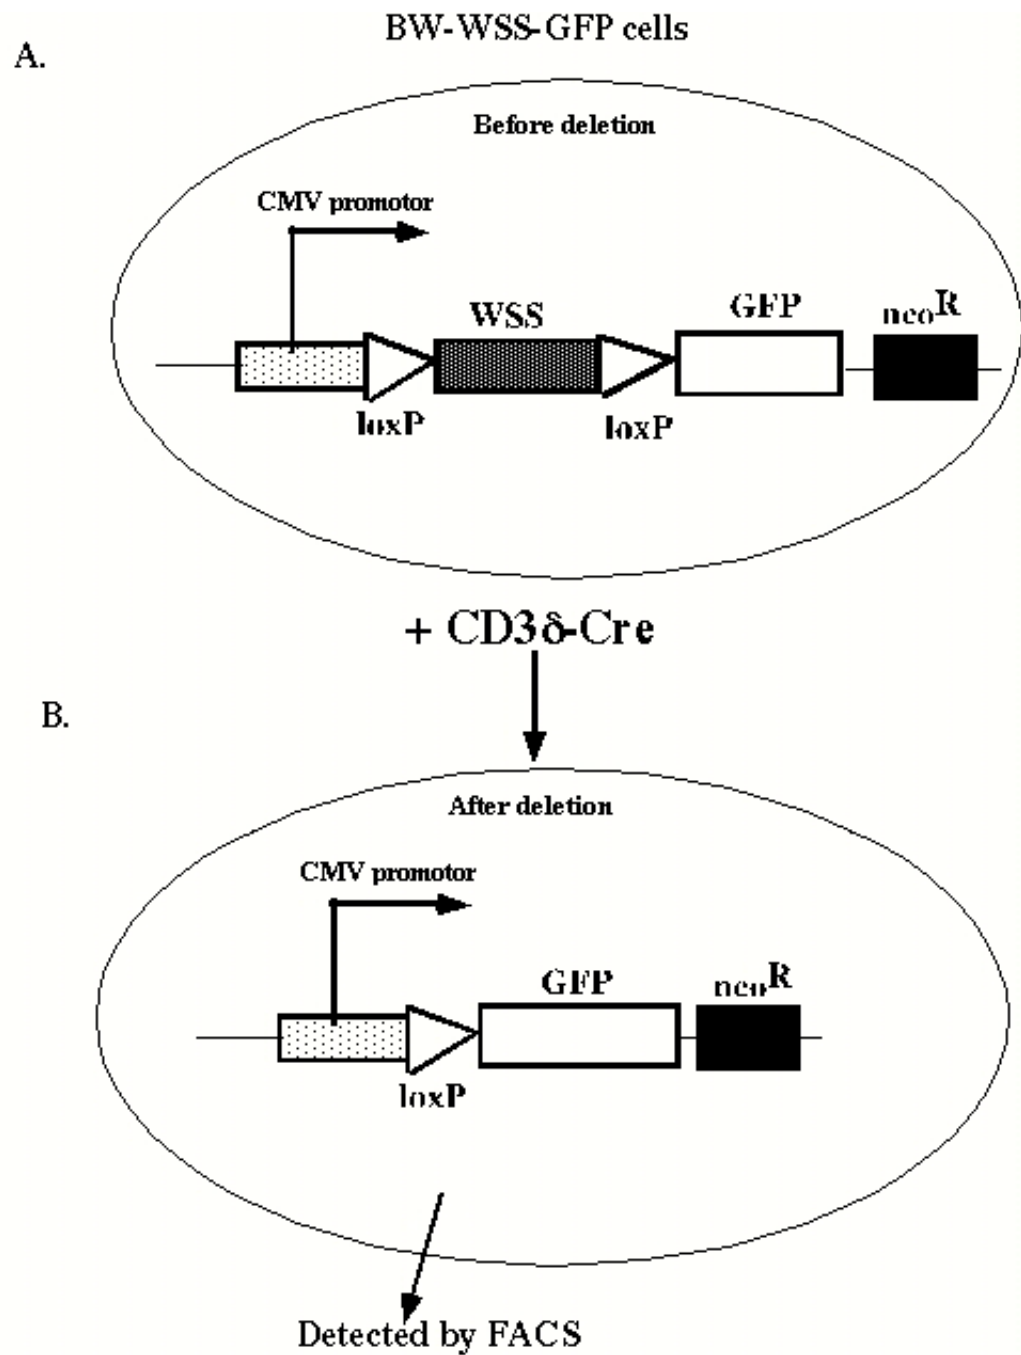 BW-WSS-GFP cells
A.
Before deletion
CMV promotor
WSS
GFP
neoR
loxP
loxP
+ CD3δ-Cre
B.
After deletion
CMV promotor
GFP
neoR
loxP
Detected by FACS